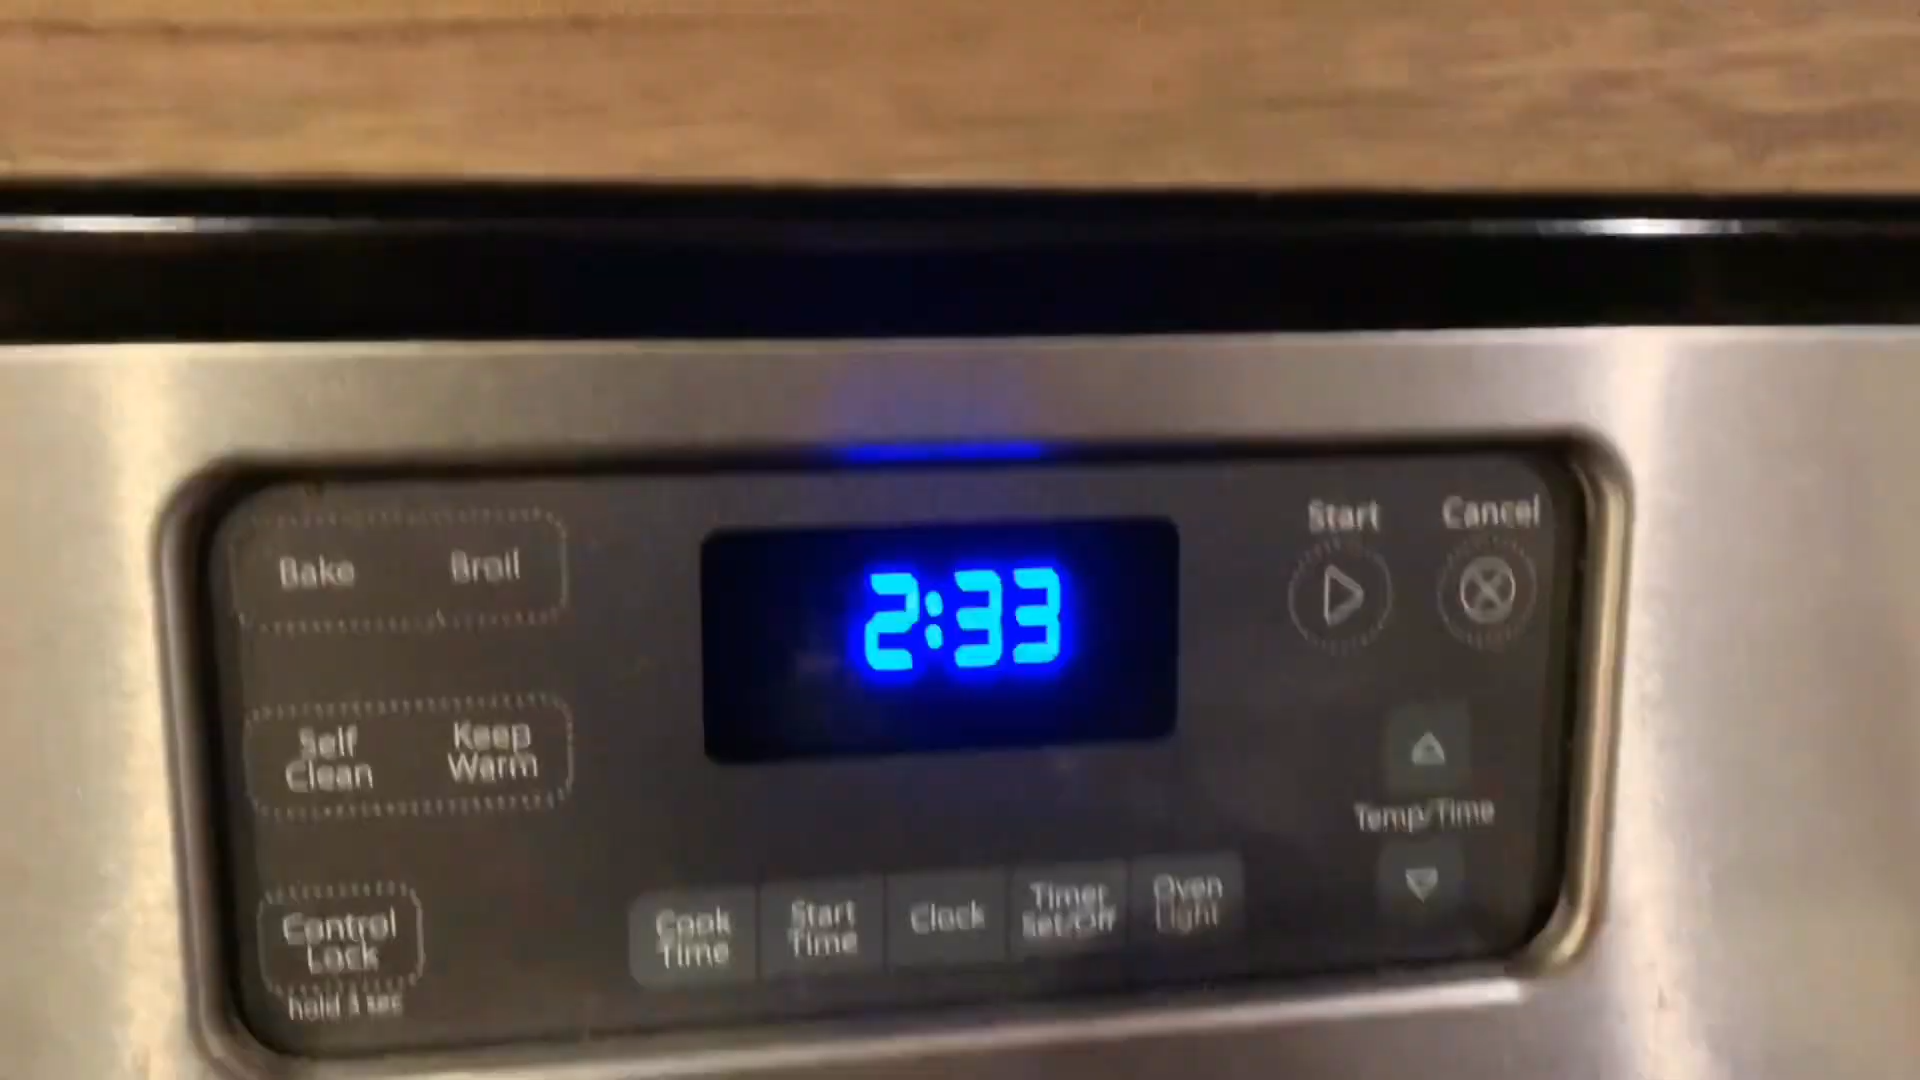 Start Cancel
Bake Broil
2:33
Self
Clean
Keep
Warm
Temp/Time
Cook
Time
Start
Time
Clock
Timer
Set/Off
Oven
Light
Control
Lock
hold 3 sec